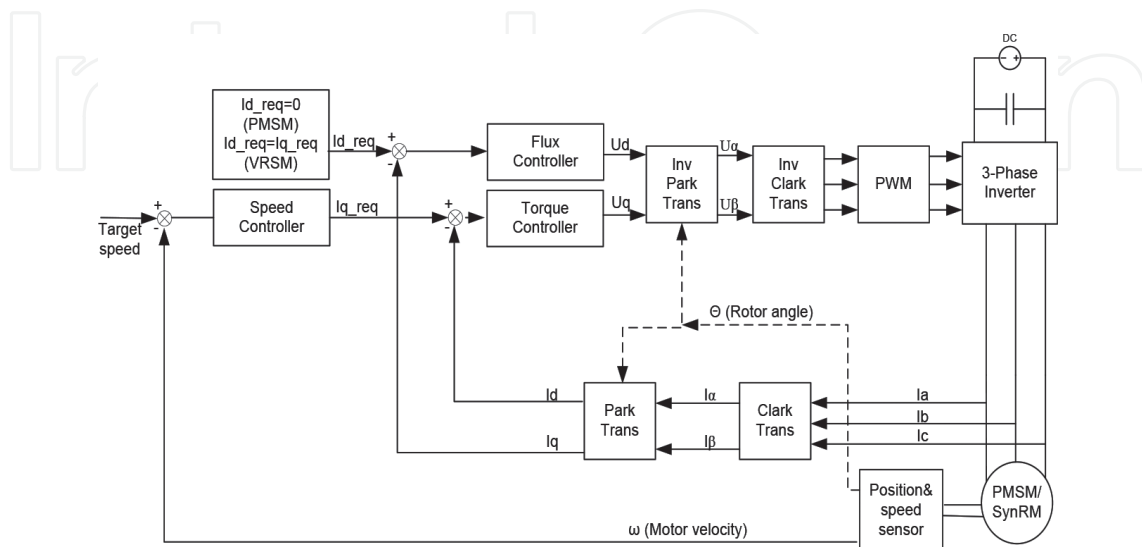 DC
- +
Id_req=0
(PMSM)
Id_req=Iq_req
(VRSM)
Id_req
+
-
Flux
Controller
Ud
Inv
Park
Trans
Uα
Uβ
Inv
Clark
Trans
PWM
3-Phase
Inverter
+
-
Target
speed
Speed
Controller
Iq_req
+
-
Torque
Controller
Uq
Θ (Rotor angle)
Id
Iq
Park
Trans
Iα
Iβ
Clark
Trans
Ia
Ib
Ic
Position&
speed
sensor
PMSM/
SynRM
ω (Motor velocity)